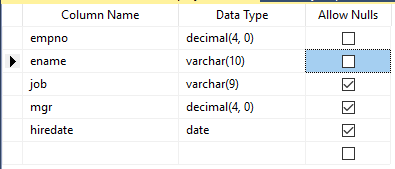 Column Name Data Type Allow Nulls
empno decimal(4, 0)
ename varchar(10)
job varchar(9)
mgr decimal(4, 0)
hiredate date